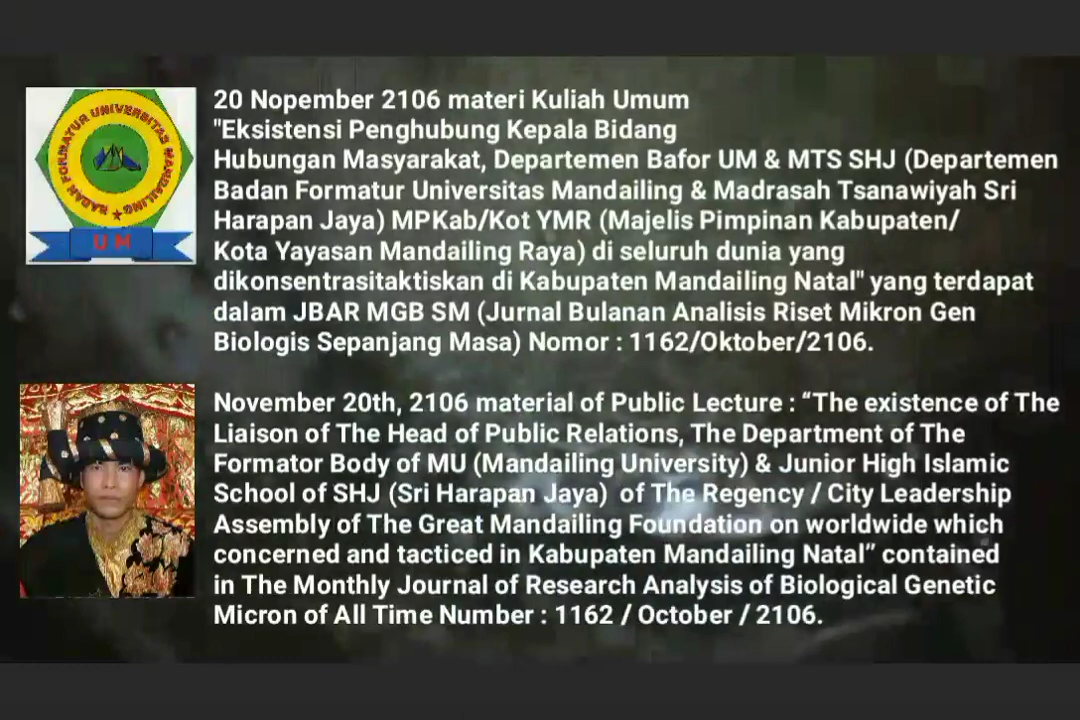 BADAN FORMATUR UNIVERSITAS MANDAILING
UM
20 Nopember 2106 materi Kuliah Umum
"Eksistensi Penghubung Kepala Bidang
Hubungan Masyarakat, Departemen Bafor UM & MTS SHJ (Departemen
Badan Formatur Universitas Mandailing & Madrasah Tsanawiyah Sri
Harapan Jaya) MPKab/Kot YMR (Majelis Pimpinan Kabupaten/
Kota Yayasan Mandailing Raya) di seluruh dunia yang
dikonsentrasitaktiskan di Kabupaten Mandailing Natal" yang terdapat
dalam JBAR MGB SM (Jurnal Bulanan Analisis Riset Mikron Gen
Biologis Sepanjang Masa) Nomor : 1162/Oktober/2106.
November 20th, 2106 material of Public Lecture : “The existence of The
Liaison of The Head of Public Relations, The Department of The
Formator Body of MU (Mandailing University) & Junior High Islamic
School of SHJ (Sri Harapan Jaya) of The Regency / City Leadership
Assembly of The Great Mandailing Foundation on worldwide which
concerned and tacticed in Kabupaten Mandailing Natal” contained
in The Monthly Journal of Research Analysis of Biological Genetic
Micron of All Time Number : 1162 / October / 2106.